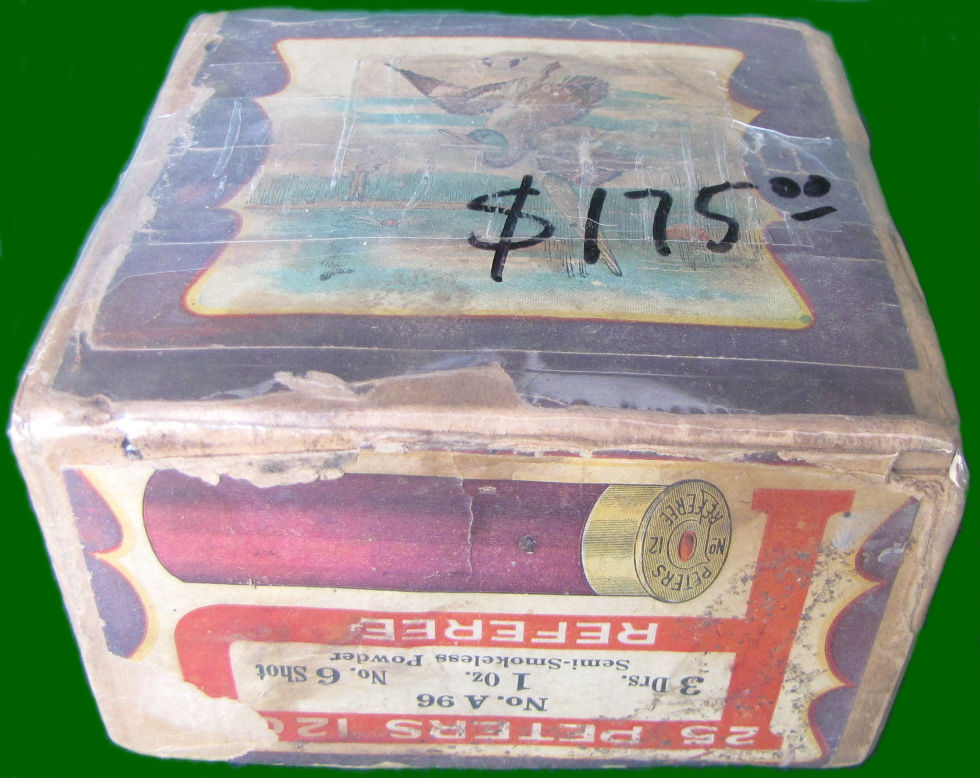 $175.00
PETERS
No 12
REFEREE
REFEREE
Semi-Smokeless Powder
3 Drs. 1 Oz. No. 6 Shot
No. A 96
25 PETERS 12